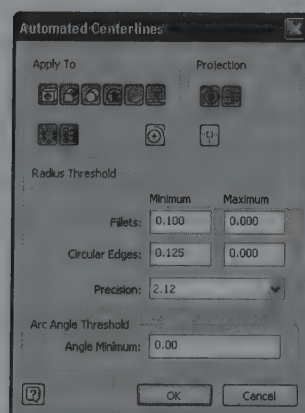 Automated Centerlines
Apply To Projection
Radius Threshold
Minimum Maximum
Fillets: 0.100 0.000
Circular Edges: 0.125 0.000
Precision: 2.12
Arc Angle Threshold
Angle Minimum: 0.00
? OK Cancel